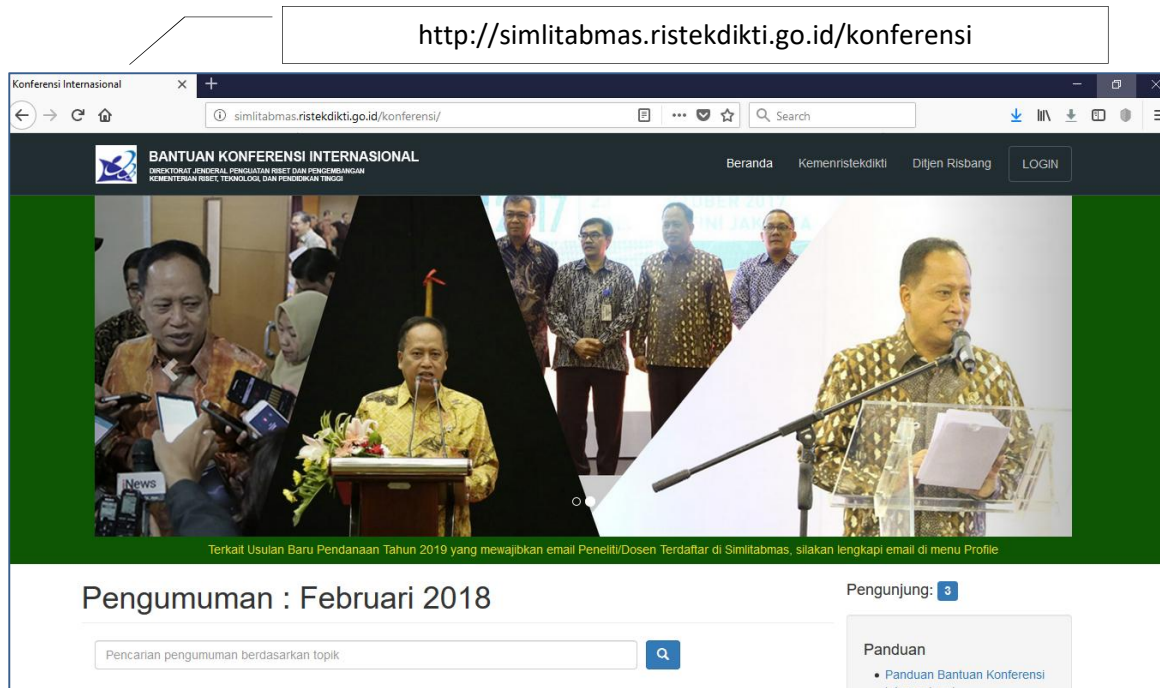 http://simlitabmas.ristekdikti.go.id/konferensi
Konferensi Internasional
simlitabmas.ristekdikti.go.id/konferensi/
Search
BANTUAN KONFERENSI INTERNASIONAL
DIREKTORAT JENDERAL PENGUATAN RISET DAN PENGEMBANGAN
KEMENTERIAN RISET, TEKNOLOGI, DAN PENDIDIKAN TINGGI
Beranda Kemenristekdikti Ditjen Risbang LOGIN
iNews
Terkait Usulan Baru Pendanaan Tahun 2019 yang mewajibkan email Peneliti/Dosen Terdaftar di Simlitabmas, silakan lengkapi email di menu Profile
Pengumuman : Februari 2018
Pencarian pengumuman berdasarkan topik
Pengunjung: 3
Panduan
Panduan Bantuan Konferensi